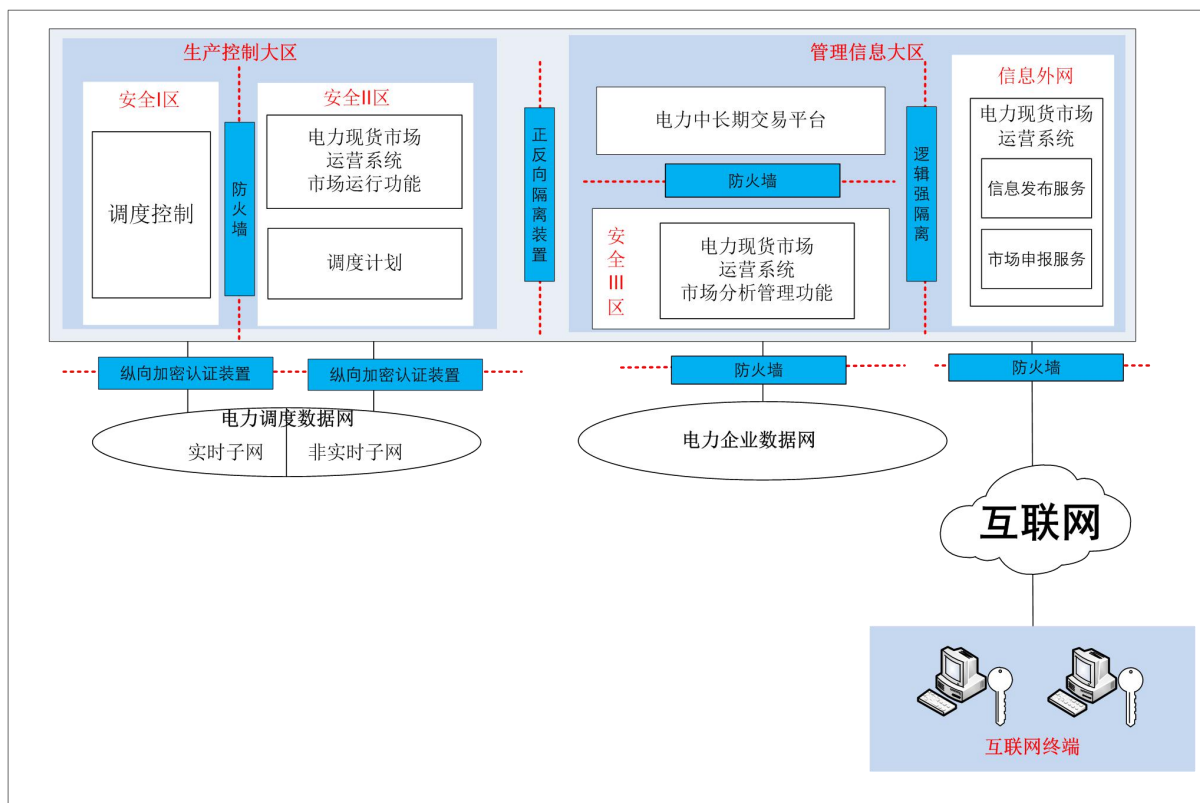 生产控制大区
安全I区
调度控制
防火墙
安全II区
电力现货市场
运营系统
市场运行功能
调度计划
正反向隔离装置
管理信息大区
电力中长期交易平台
防火墙
安全III区
电力现货市场
运营系统
市场分析管理功能
逻辑强隔离
信息外网
电力现货市场
运营系统
信息发布服务
市场申报服务
纵向加密认证装置
纵向加密认证装置
防火墙
防火墙
电力调度数据网
实时子网
非实时子网
电力企业数据网
互联网
互联网终端